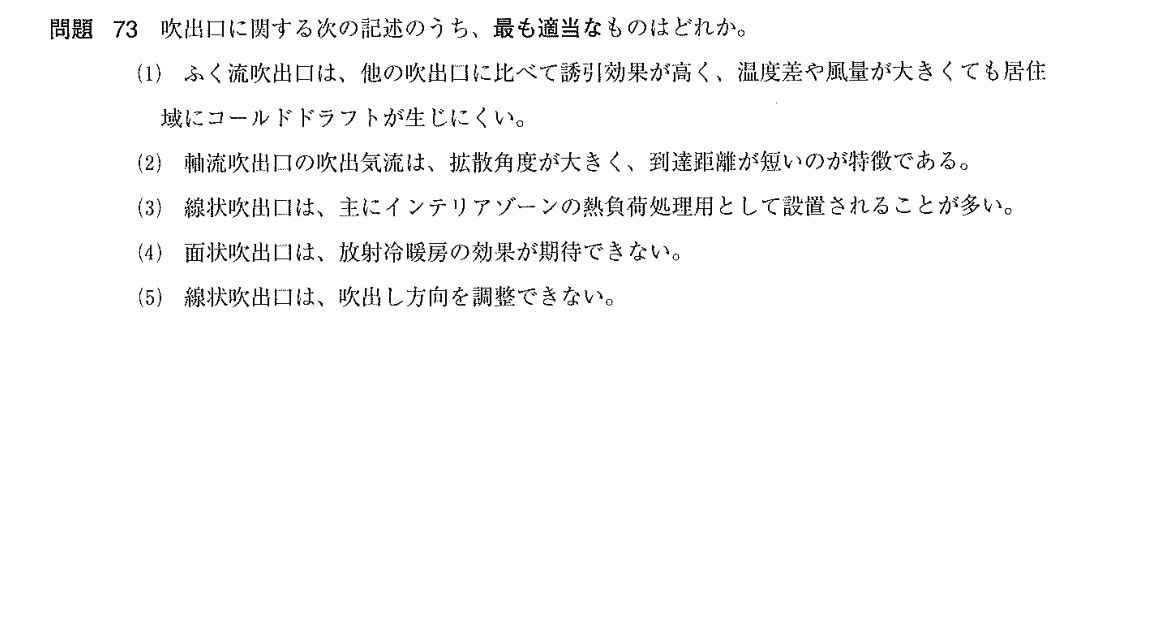 問題 73 吹出口に関する次の記述のうち、最も適当なものはどれか。
(1) ふく流吹出口は、他の吹出口に比べて誘引効果が高く、温度差や風量が大きくても居住
域にコールドドラフトが生じにくい。
(2) 軸流吹出口の吹出気流は、拡散角度が大きく、到達距離が短いのが特徴である。
(3) 線状吹出口は、主にインテリアゾーンの熱負荷処理用として設置されることが多い。
(4) 面状吹出口は、放射冷暖房の効果が期待できない。
(5) 線状吹出口は、吹出し方向を調整できない。